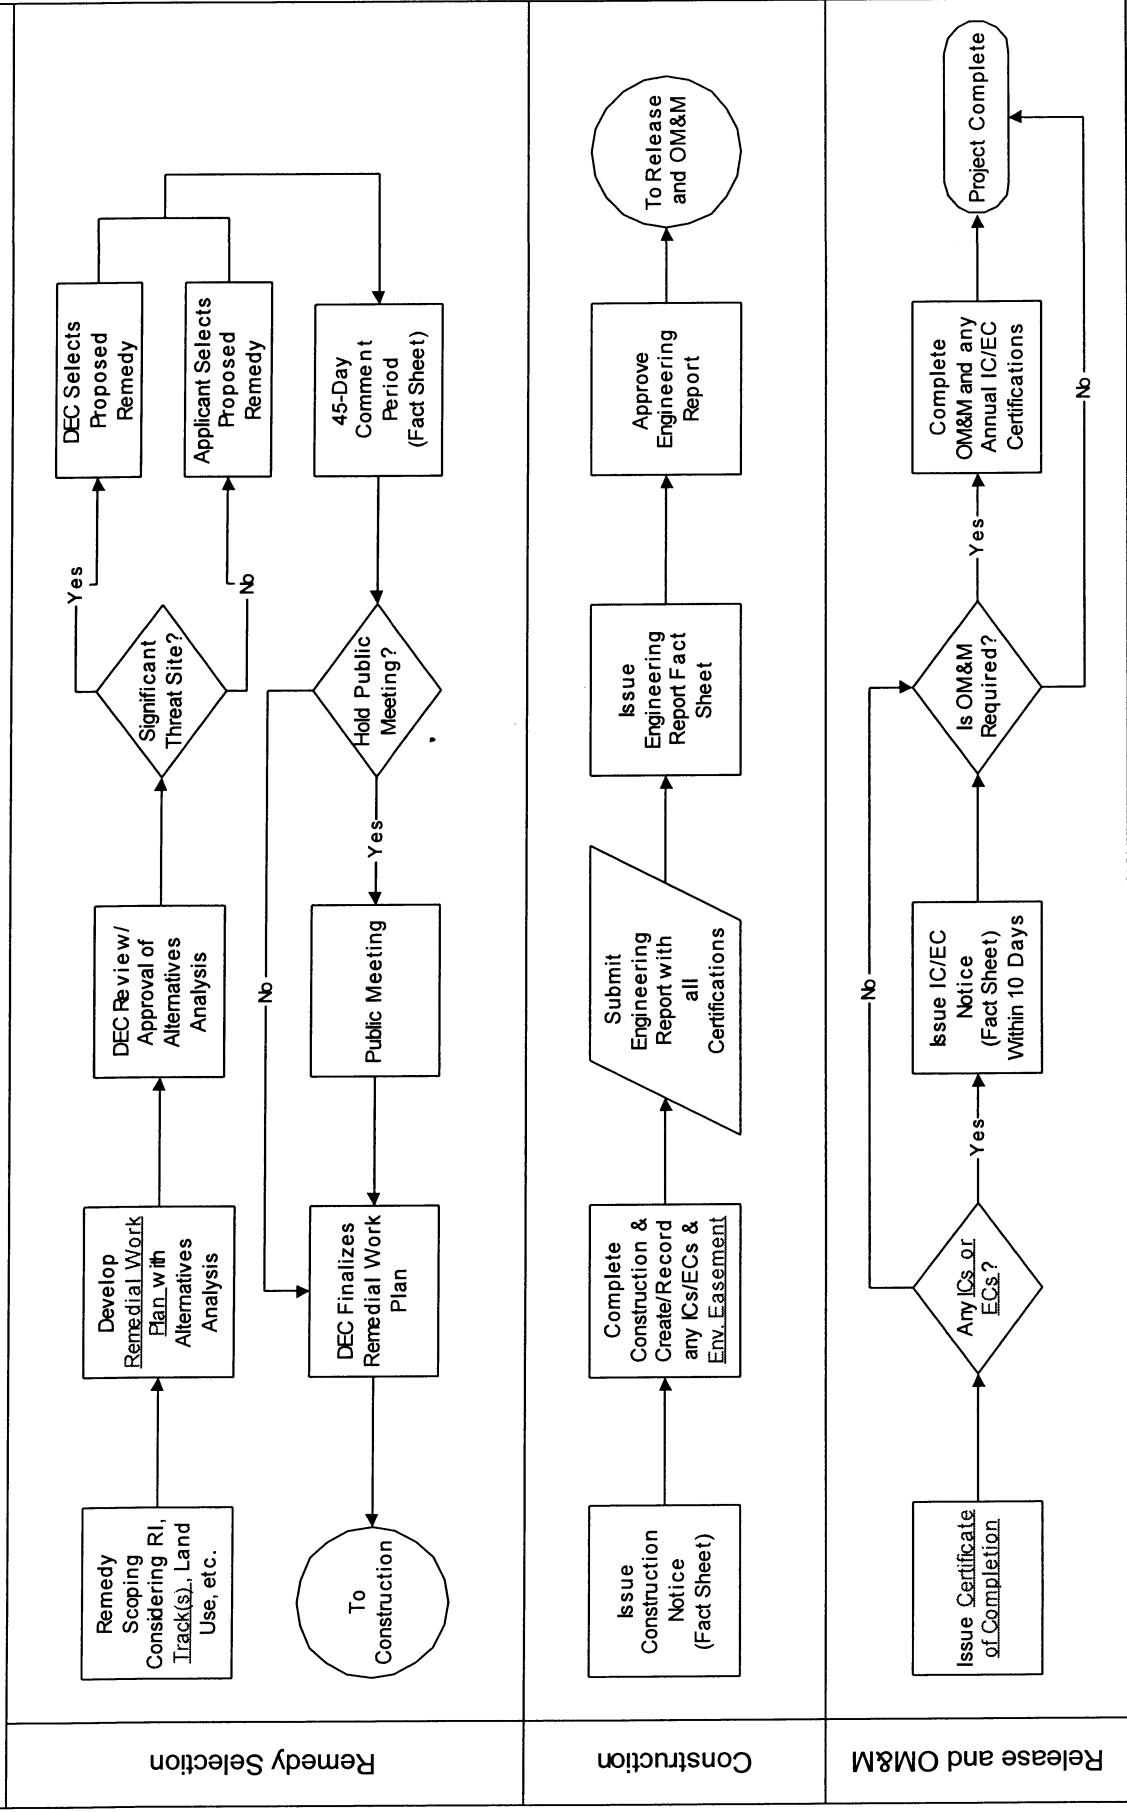 Remedy Selection
Remedy
Scoping
Considering RI,
Track(s), Land
Use, etc.
Develop
Remedial Work
Plan with
Alternatives
Analysis
DEC Review/
Approval of
Alternatives
Analysis
Significant
Threat Site?
Yes
No
DEC Selects
Proposed
Remedy
Applicant Selects
Proposed
Remedy
45-Day
Comment
Period
(Fact Sheet)
Hold Public
Meeting?
Yes
No
Public Meeting
DEC Finalizes
Remedial Work
Plan
To
Construction
Construction
Issue
Construction
Notice
(Fact Sheet)
Complete
Construction &
Create/Record
any ICs/ECs &
Env. Easement
Submit
Engineering
Report with
all
Certifications
Issue
Engineering
Report Fact
Sheet
Approve
Engineering
Report
To Release
and OM&M
Release and OM&M
Issue Certificate
of Completion
Any ICs or
ECs?
Yes
No
Issue IC/EC
Notice
(Fact Sheet)
Within 10 Days
Is OM&M
Required?
Yes
No
Complete
OM&M and any
Annual IC/EC
Certifications
Project Complete